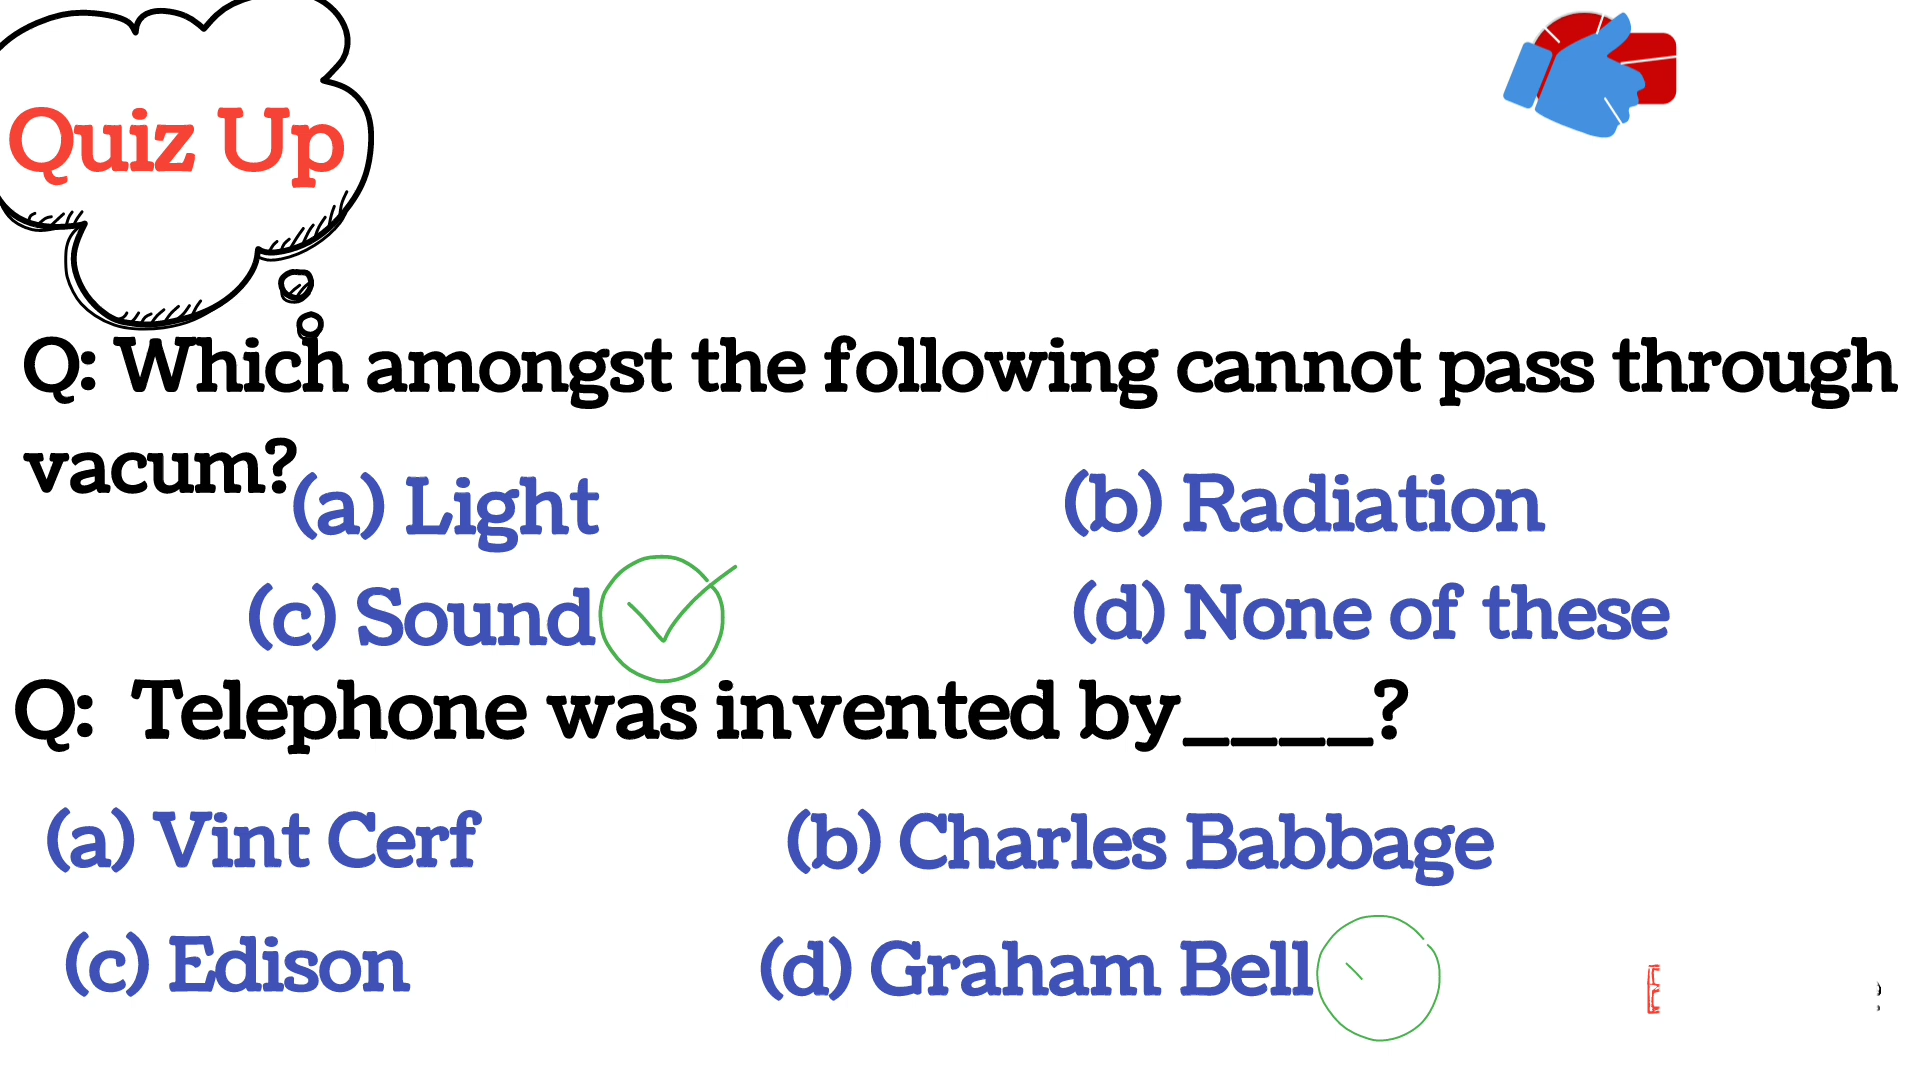 Quiz Up
Q: Which amongst the following cannot pass through
vacum?
(a) Light
(b) Radiation
(c) Sound
(d) None of these
Q: Telephone was invented by____?
(a) Vint Cerf
(b) Charles Babbage
(c) Edison
(d) Graham Bell